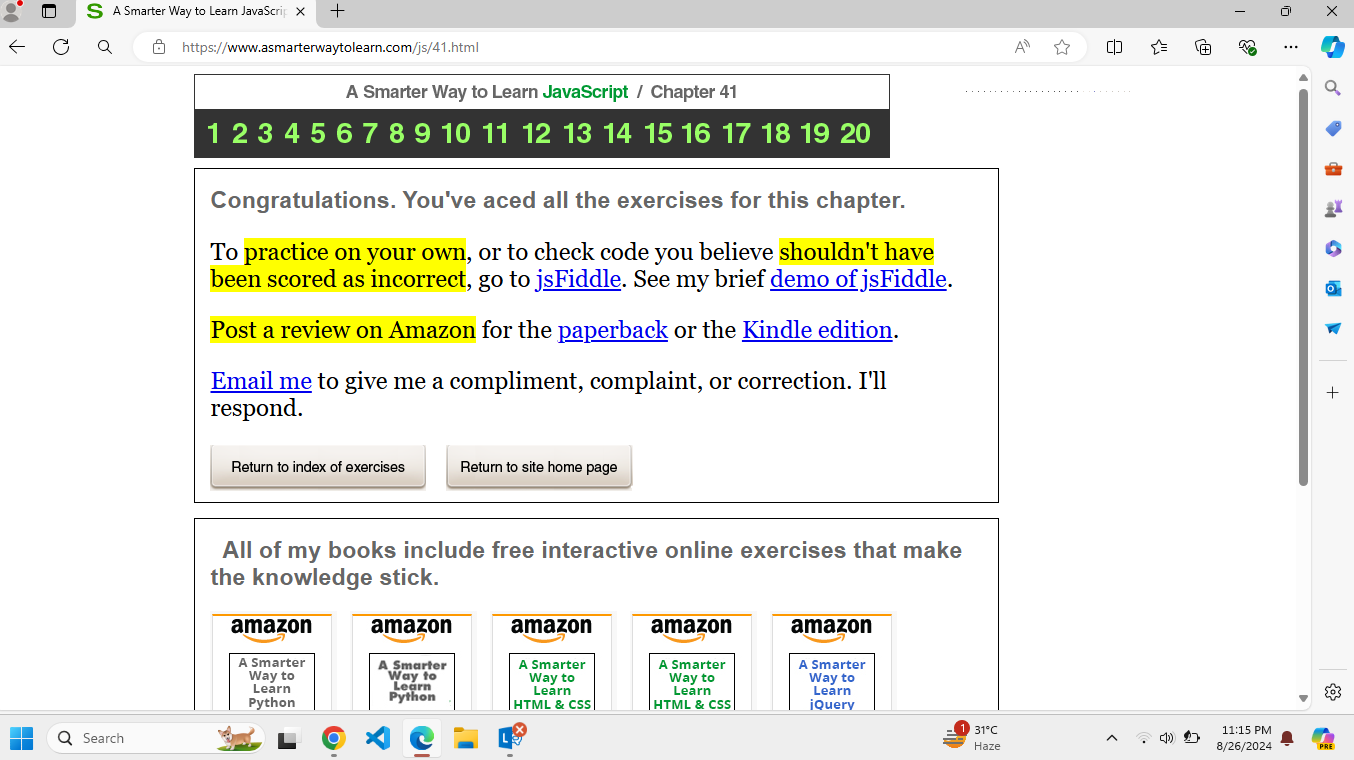 A Smarter Way to Learn JavaScrip
https://www.asmarterwaytolearn.com/js/41.html
A Smarter Way to Learn JavaScript / Chapter 41
1 2 3 4 5 6 7 8 9 10 11 12 13 14 15 16 17 18 19 20
Congratulations. You've aced all the exercises for this chapter.
To practice on your own, or to check code you believe shouldn't have
been scored as incorrect, go to jsFiddle. See my brief demo of jsFiddle.
Post a review on Amazon for the paperback or the Kindle edition.
Email me to give me a compliment, complaint, or correction. I'll
respond.
Return to index of exercises Return to site home page
All of my books include free interactive online exercises that make
the knowledge stick.
amazon amazon amazon amazon amazon
A Smarter A Smarter A Smarter A Smarter A Smarter
Way to Way to Way to Way to Way to
Learn Learn Learn Learn Learn
Python Python HTML & CSS HTML & CSS jQuery
Search
1 31°C
Haze
11:15 PM
8/26/2024
PRE